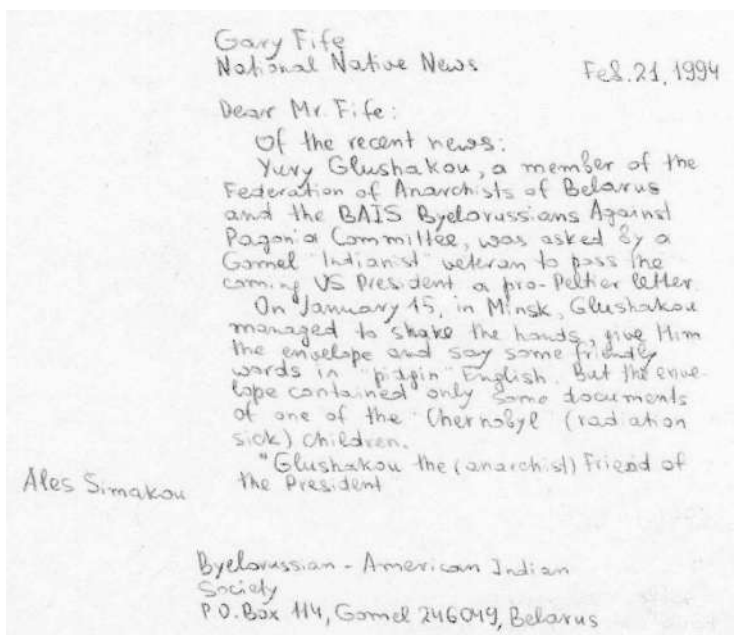 Gary Fife
National Native News
Feb. 21, 1994
Dear Mr. Fife:
Of the recent news:
Yury Glushakou, a member of the
Federation of Anarchists of Belarus
and the BAIS Byelorussians Against
Pagonia Committee, was asked by a
Gomel "Indianist" veteran to pass the
coming US President a pro-Peltier letter.
On January 15, in Minsk, Glushakou
managed to shake the hands, give Him
the envelope and say some friendly
words in "pidgin" English. But the enve-
lope contained only some documents
of one of the Chernobyl (radiation
sick) children.
"Glushakou the (anarchist) Friend of
the President"
Ales Simakou
Byelorussian-American Indian
Society
P.O.Box 114, Gomel 246049, Belarus